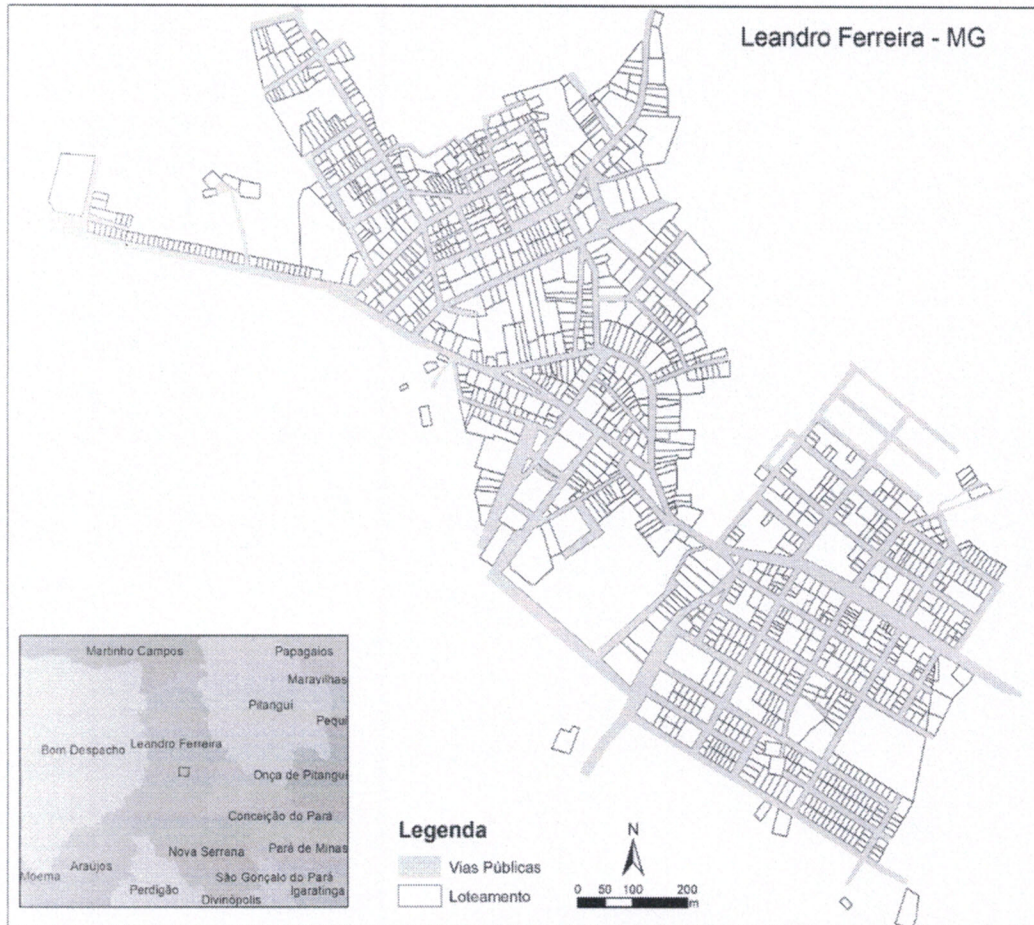 Leandro Ferreira - MG
Martinho Campos
Papagaios
Maravilhas
Pitangui
Pequi
Bom Despacho
Leandro Ferreira
Onça de Pitangui
Conceição do Pará
Nova Serrana
Pará de Minas
Araújos
Moema
São Gonçalo do Pará
Perdigão
Igaratinga
Divinópolis
Legenda
Vias Públicas
Loteamento
N
0 50 100 200
m